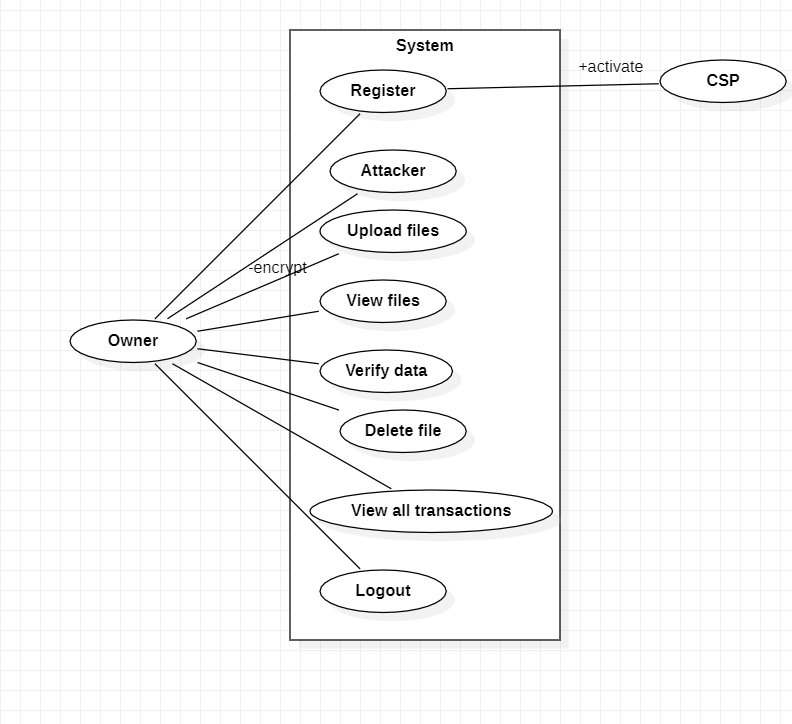 System
+activate
CSP
Register
Attacker
Upload files
-encrypt
View files
Owner
Verify data
Delete file
View all transactions
Logout